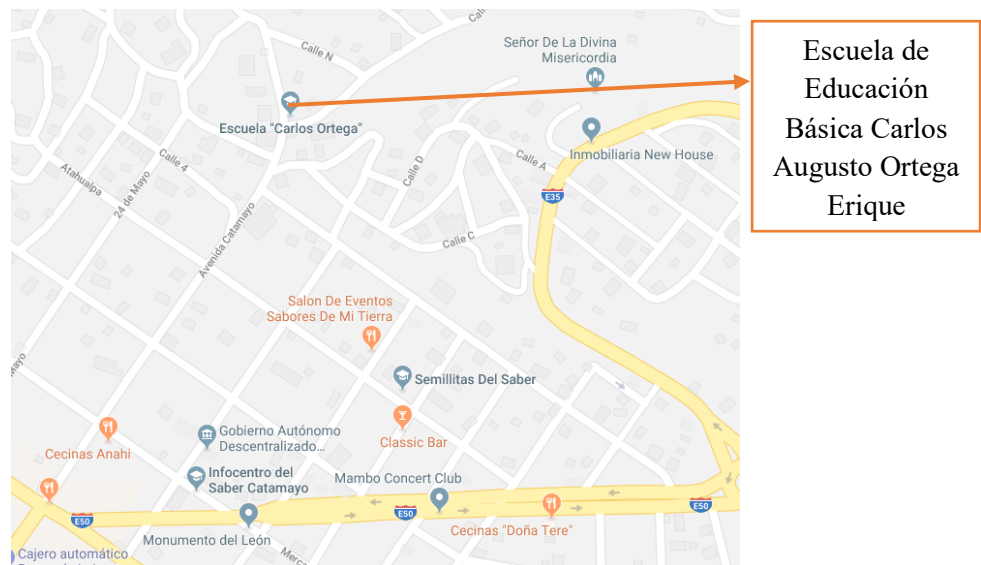 Cal
Calle N
Señor De La Divina
Misericordia
Escuela "Carlos Ortega"
Inmobiliaria New House
Calle 4
Calle D
Calle A
Atahualpa
24 de Mayo
E35
Avenida Catamayo
Calle C
Salon De Eventos
Sabores De Mi Tierra
Mayo
Semillitas Del Saber
Classic Bar
Gobierno Autónomo
Descentralizado...
Cecinas Anahi
Infocentro del
Saber Catamayo
Mambo Concert Club
E50
E50
E50
Cecinas "Doña Tere"
Monumento del León
Merc
Cajero automático
Escuela de
Educación
Básica Carlos
Augusto Ortega
Erique